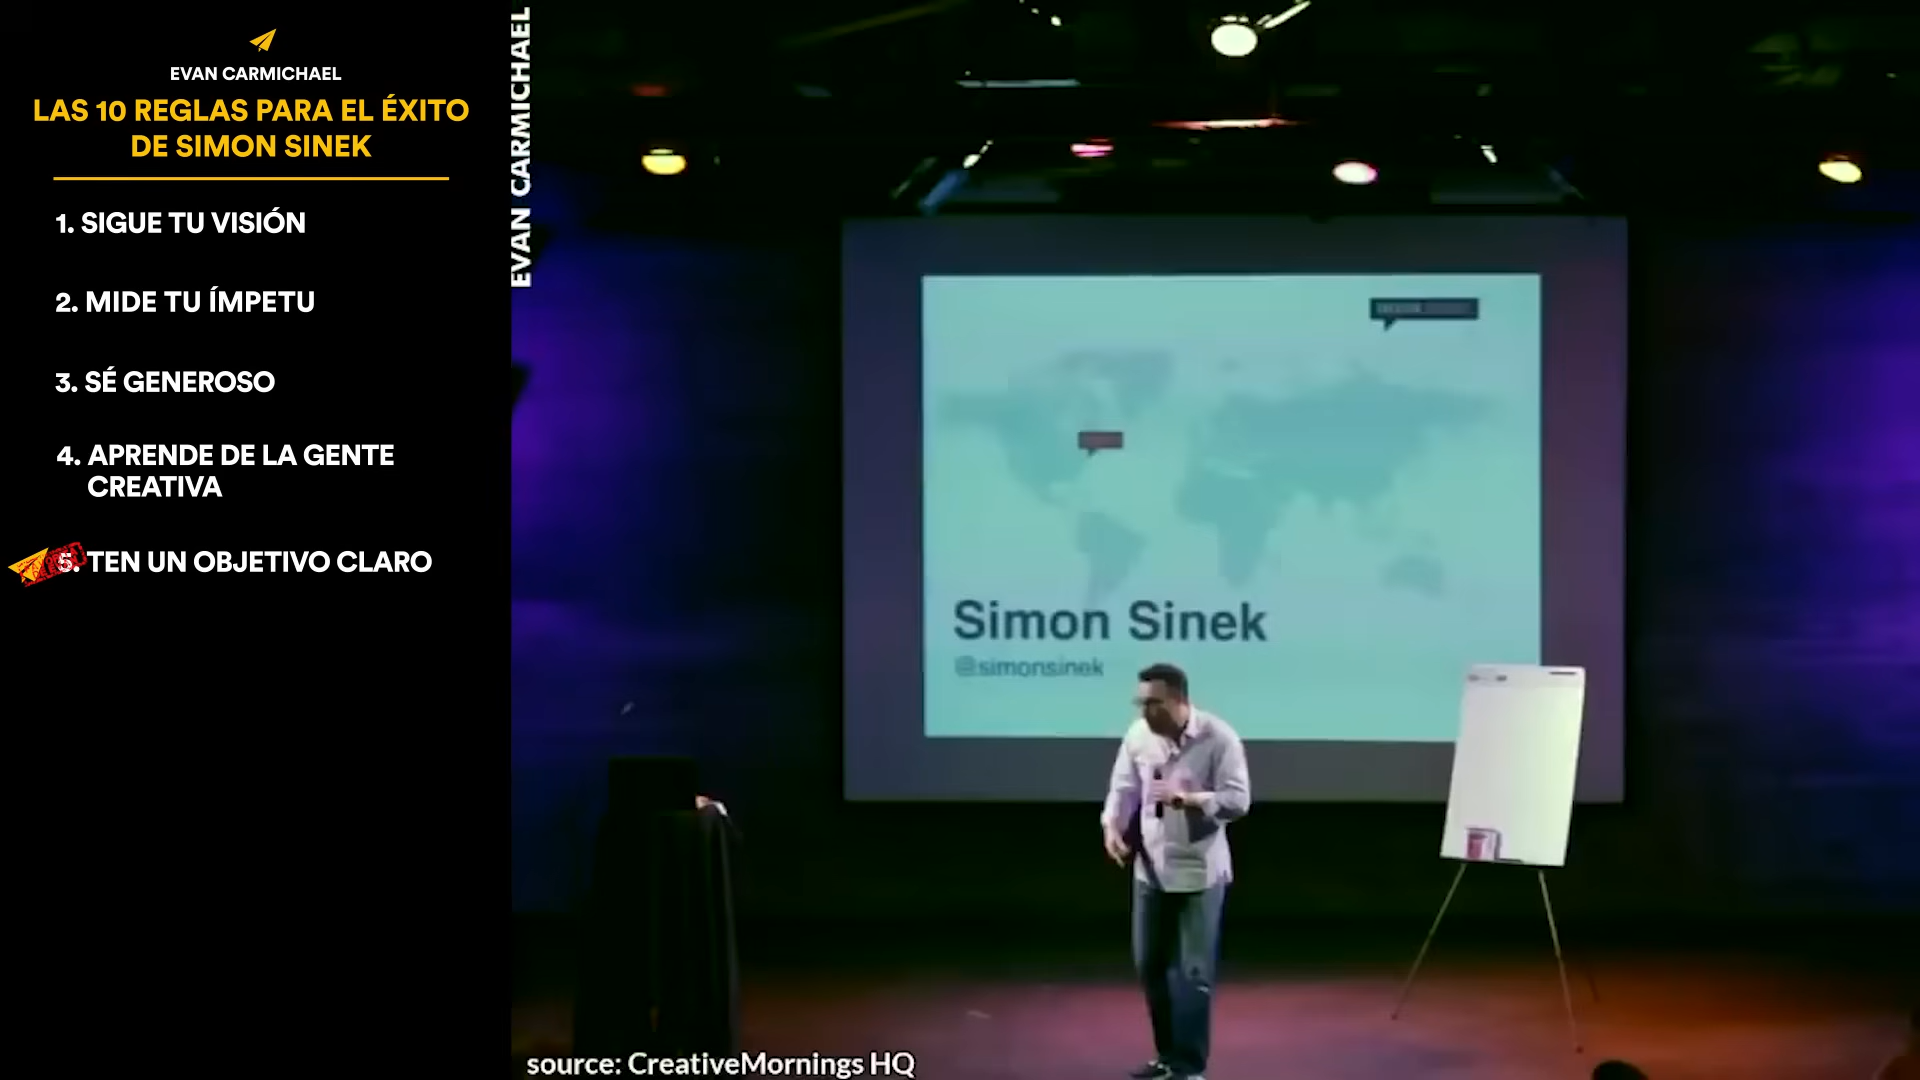 EVAN CARMICHAEL
LAS 10 REGLAS PARA EL ÉXITO
DE SIMON SINEK
1. SIGUE TU VISIÓN
2. MIDE TU ÍMPETU
3. SÉ GENEROSO
4. APRENDE DE LA GENTE
CREATIVA
5. TEN UN OBJETIVO CLARO
EVAN CARMICHAEL
Simon Sinek
@simonsinek
source: CreativeMornings HQ